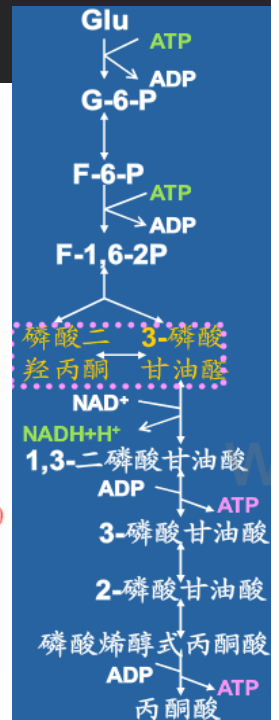 Glu
ATP
ADP
G-6-P
F-6-P
ATP
ADP
F-1,6-2P
磷酸二 3-磷酸
羟丙酮 甘油醛
NAD⁺
NADH+H⁺
1,3-二磷酸甘油酸
ADP
ATP
3-磷酸甘油酸
2-磷酸甘油酸
磷酸烯醇式丙酮酸
ADP
ATP
丙酮酸